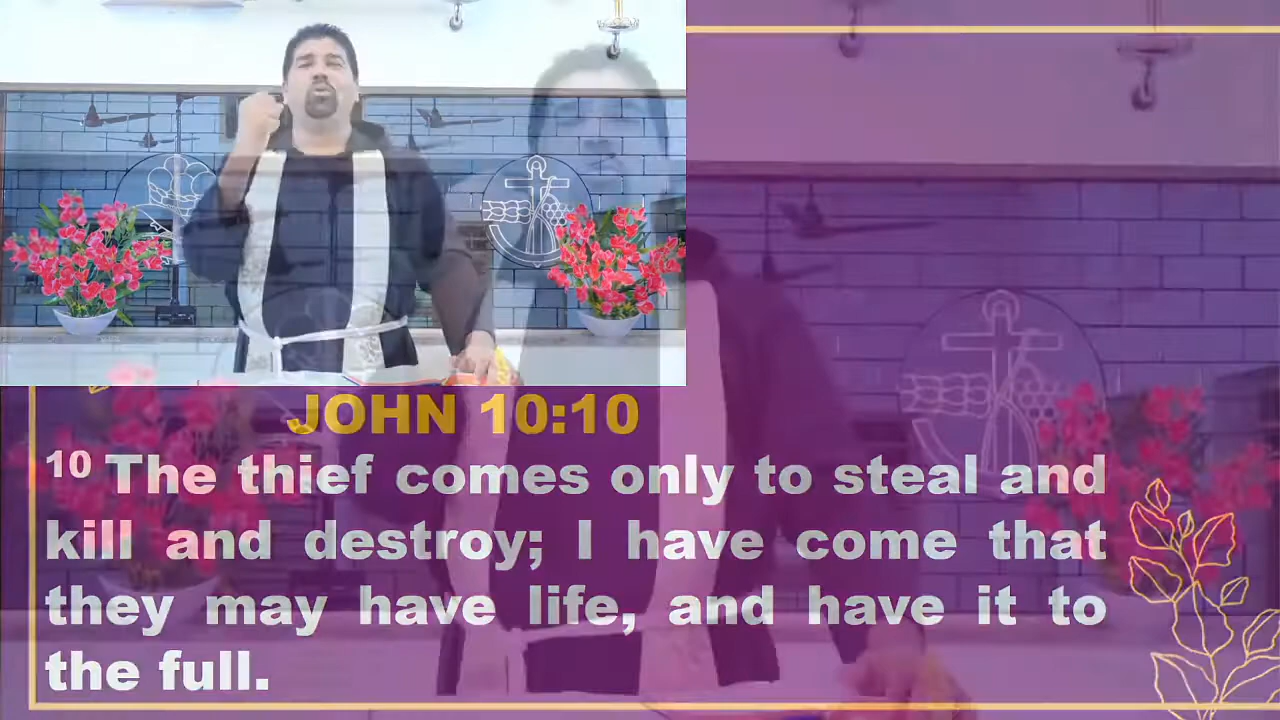 JOHN 10:10
10 The thief comes only to steal and
kill and destroy; I have come that
they may have life, and have it to
the full.